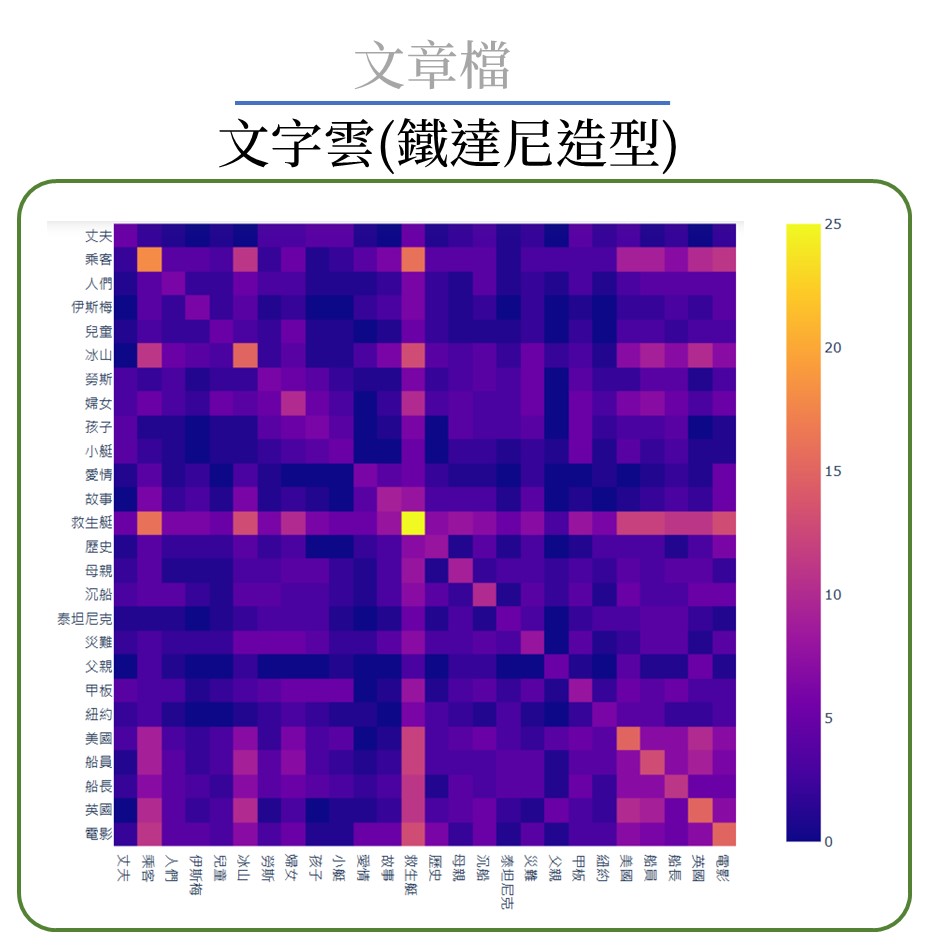 文章檔
文字雲(鐵達尼造型)
丈夫
乘客
人們
伊斯梅
兒童
冰山
勞斯
婦女
孩子
小艇
愛情
故事
救生艇
歷史
母親
沉船
泰坦尼克
災難
父親
甲板
紐約
美國
船員
船長
英國
電影
丈夫 乘客 人們 伊斯梅 兒童 冰山 勞斯 婦女 孩子 小艇 愛情 故事 救生艇 歷史 母親 沉船 泰坦尼克 災難 父親 甲板 紐約 美國 船員 船長 英國 電影
25
20
15
10
5
0